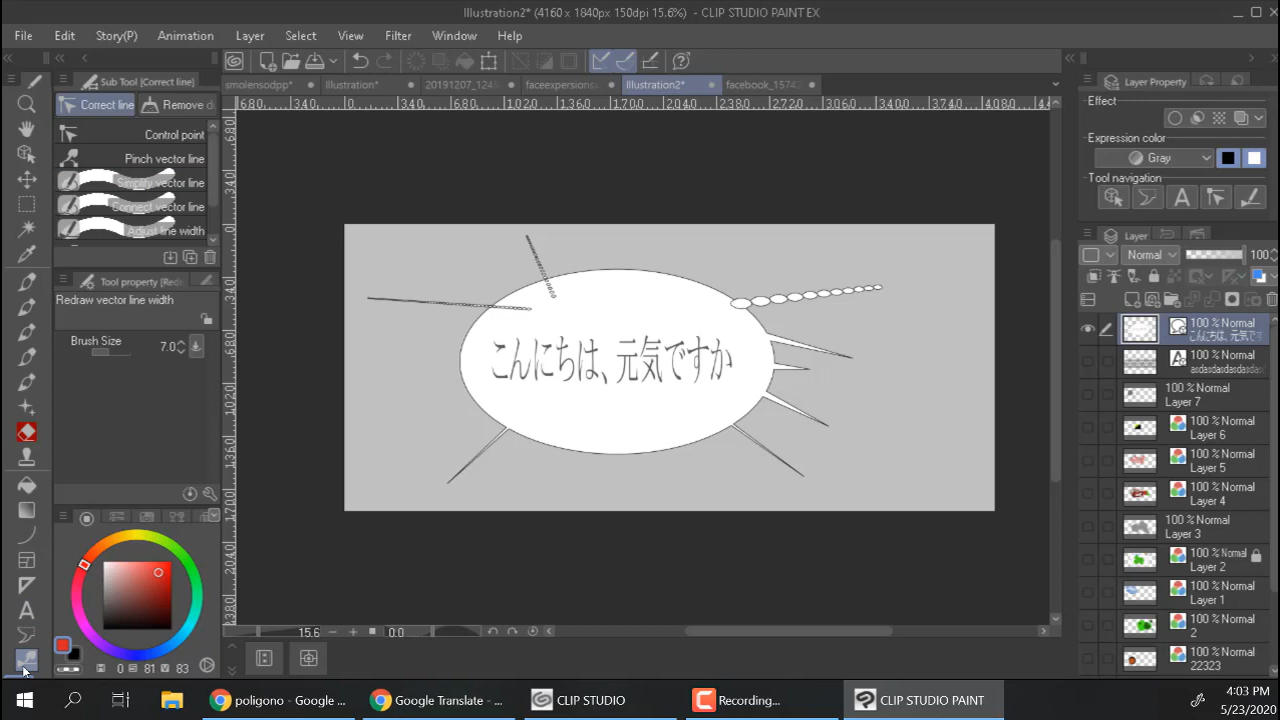 Illustration2* (4160 x 1840px 150dpi 15.6%) - CLIP STUDIO PAINT EX
File Edit Story(P) Animation Layer Select View Filter Window Help
smolensodpp* Illustration* faceexpersions Illustration2*
Sub Tool [Correct line]
Correct line
Control point
Pinch vector line
Simplify vector line
Connect vector line
Adjust line width
Redraw vector line width
Brush Size 7.0
0 81 83
こんにちは、元気ですか
15.6 0.0
Layer Property
Effect
Expression color
Gray
Tool navigation
Layer
Normal 100
100 % Normal
こんにちは、元気ですか
100 % Normal
100 % Normal
Layer 7
100 % Normal
Layer 6
100 % Normal
Layer 5
100 % Normal
Layer 4
100 % Normal
Layer 3
100 % Normal
Layer 2
100 % Normal
Layer 1
100 % Normal
2
100 % Normal
22323
poligono - Google ...
Google Translate - ...
CLIP STUDIO
Recording...
CLIP STUDIO PAINT
4:03 PM
5/23/2020